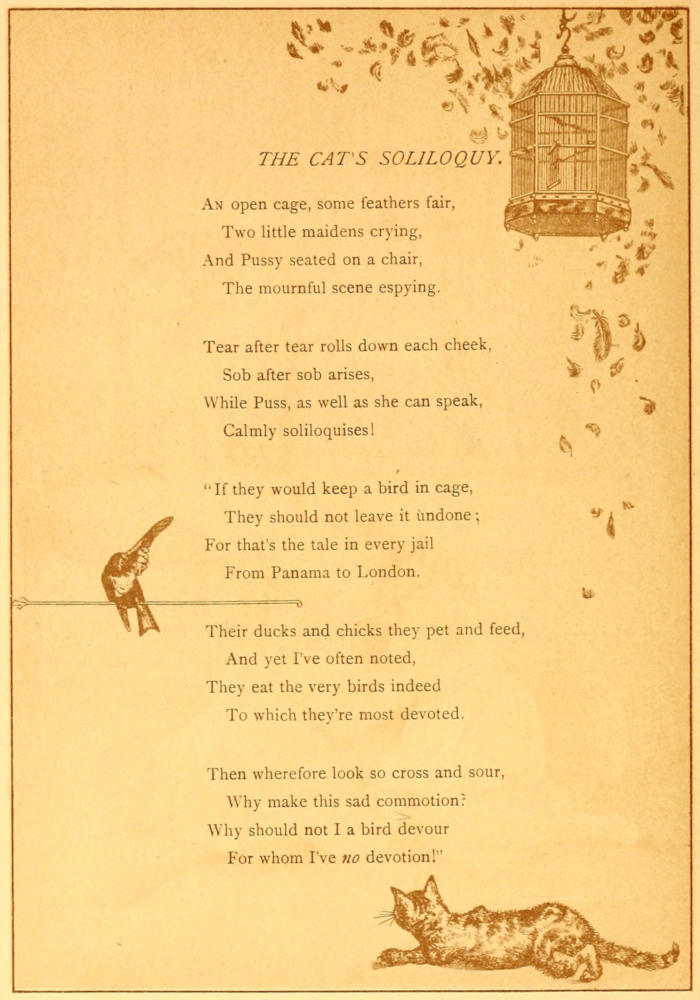 THE CAT'S SOLILOQUY.
AN open cage, some feathers fair,
Two little maidens crying,
And Pussy seated on a chair,
The mournful scene espying.
Tear after tear rolls down each cheek,
Sob after sob arises,
While Puss, as well as she can speak,
Calmly soliloquises!
“If they would keep a bird in cage,
They should not leave it undone;
For that's the tale in every jail
From Panama to London.
Their ducks and chicks they pet and feed,
And yet I've often noted,
They eat the very birds indeed
To which they're most devoted.
Then wherefore look so cross and sour,
Why make this sad commotion?
Why should not I a bird devour
For whom I've no devotion!”